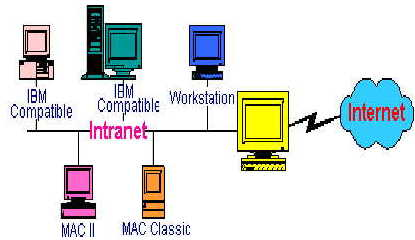 IBM
Compatible
IBM
Compatible
Workstation
Intranet
Internet
MAC II
MAC Classic